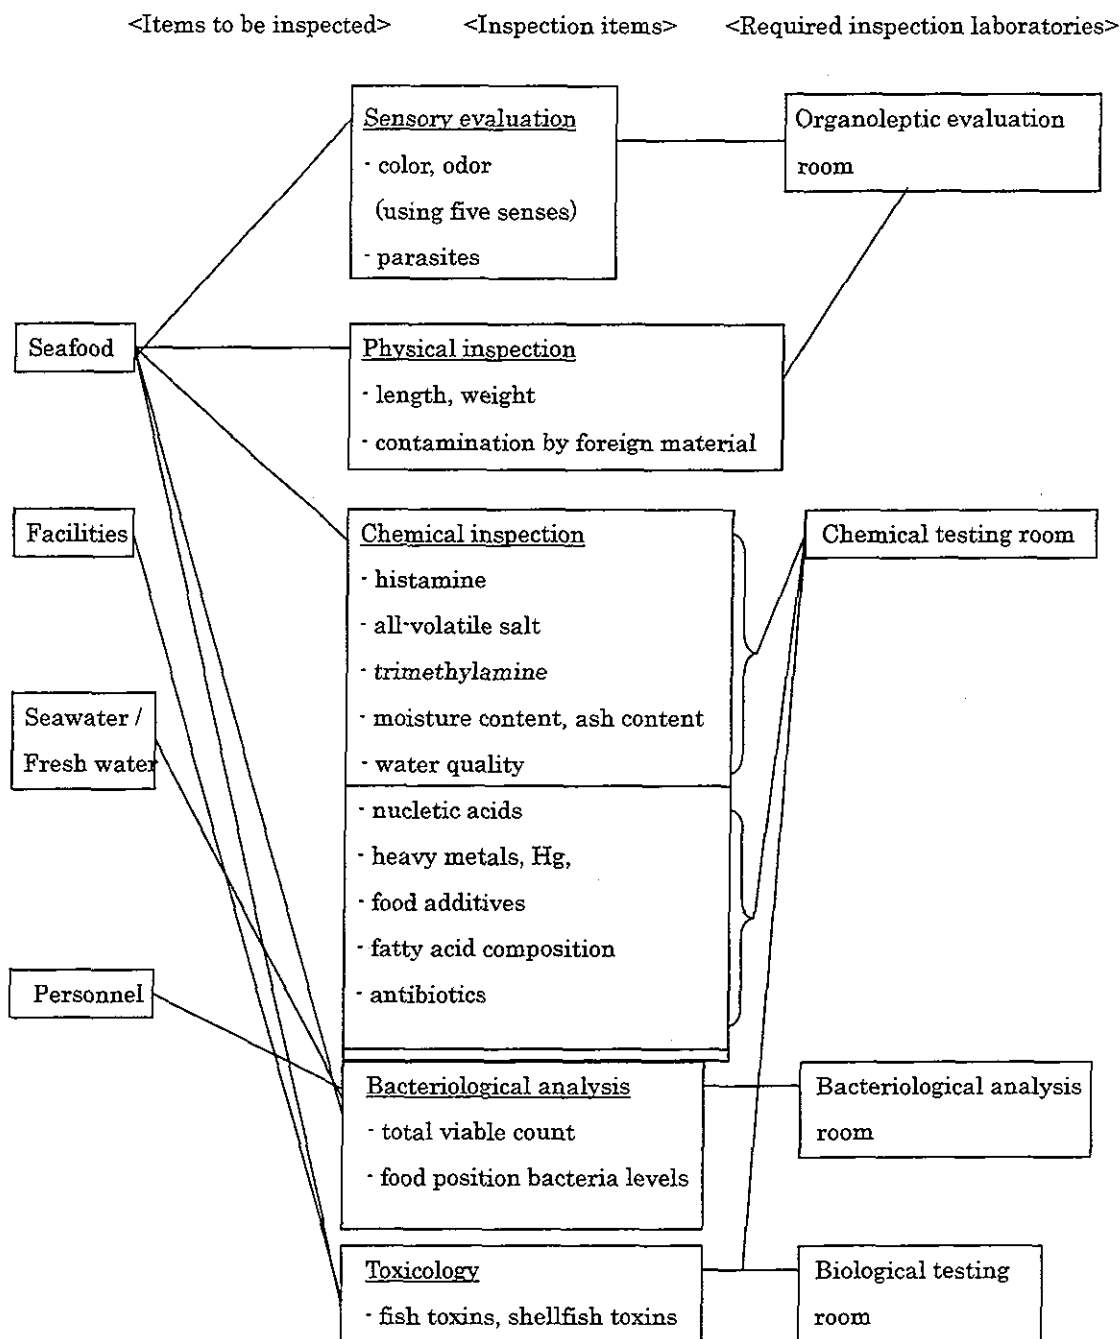 <Items to be inspected> <Inspection items> <Required inspection laboratories>
Sensory evaluation
- color, odor
(using five senses)
- parasites
Organoleptic evaluation
room
Seafood
Physical inspection
- length, weight
- contamination by foreign material
Facilities
Chemical inspection
- histamine
- all-volatile salt
- trimethylamine
- moisture content, ash content
- water quality
Chemical testing room
Seawater /
Fresh water
- nucletic acids
- heavy metals, Hg,
- food additives
- fatty acid composition
- antibiotics
Personnel
Bacteriological analysis
- total viable count
- food position bacteria levels
Bacteriological analysis
room
Toxicology
- fish toxins, shellfish toxins
Biological testing
room